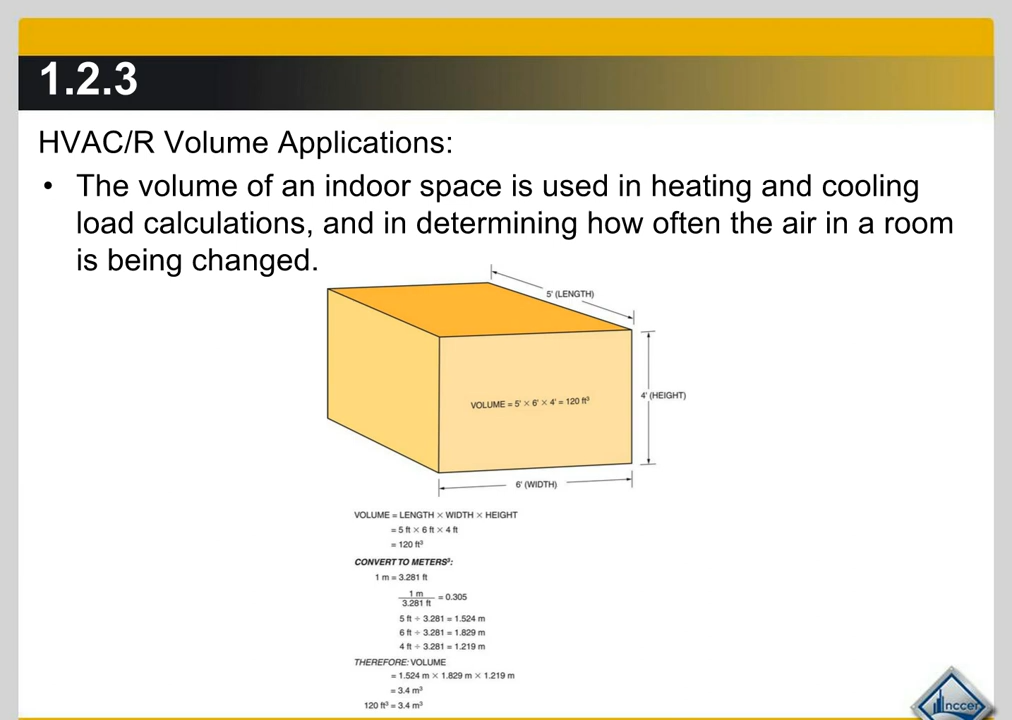 1.2.3
HVAC/R Volume Applications:
• The volume of an indoor space is used in heating and cooling
load calculations, and in determining how often the air in a room
is being changed.
5' (LENGTH)
VOLUME = 5' × 6' × 4' = 120 ft³
4' (HEIGHT)
6' (WIDTH)
VOLUME = LENGTH × WIDTH × HEIGHT
= 5 ft × 6 ft × 4 ft
= 120 ft³
CONVERT TO METERS³:
1 m = 3.281 ft
1 m
3.281 ft
= 0.305
5 ft ÷ 3.281 = 1.524 m
6 ft ÷ 3.281 = 1.829 m
4 ft ÷ 3.281 = 1.219 m
THEREFORE: VOLUME
= 1.524 m × 1.829 m × 1.219 m
= 3.4 m³
120 ft³ = 3.4 m³
nccer